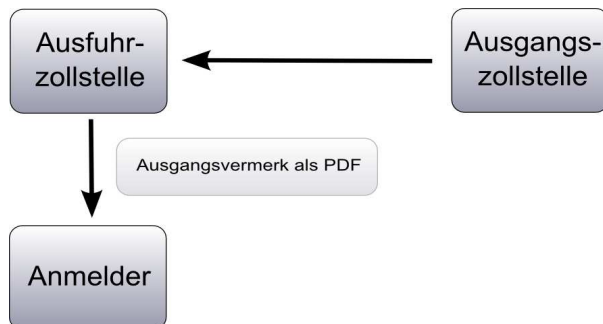 Ausfuhr-
zollstelle
Ausgangs-
zollstelle
Ausgangsvermerk als PDF
Anmelder